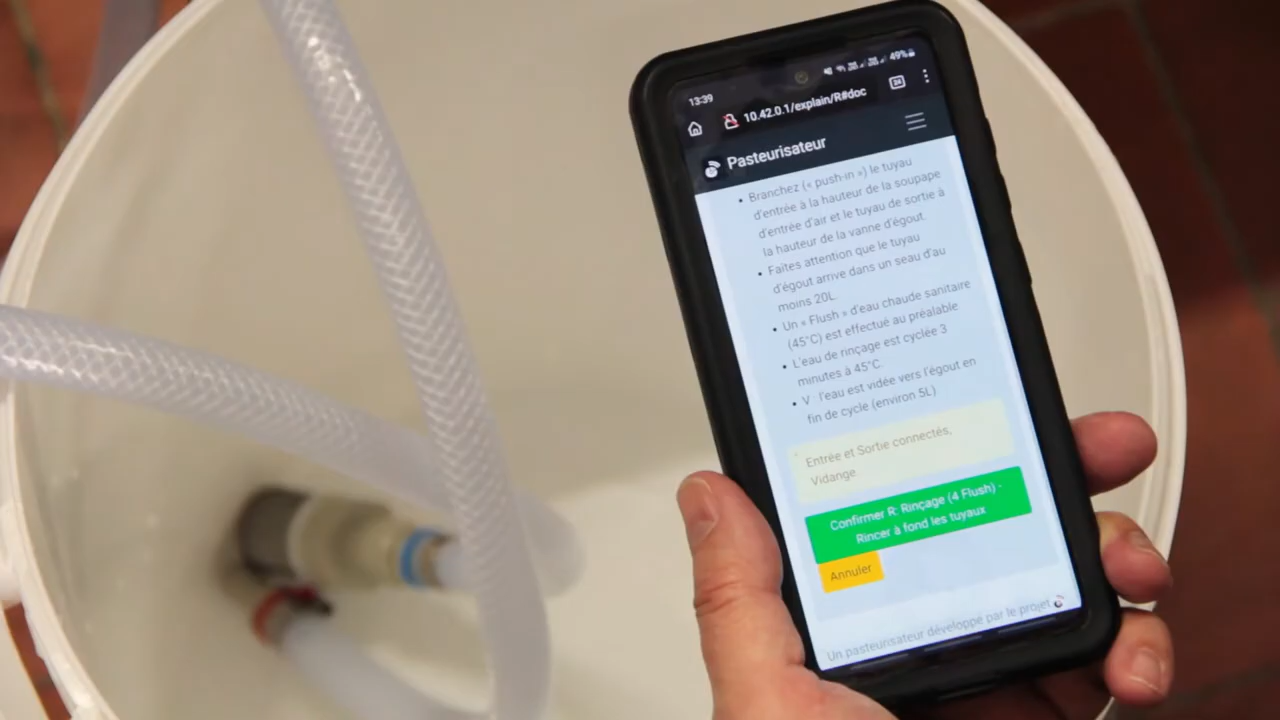 13:39
49%
10.42.0.1/explain/R#doc
Pasteurisateur
• Branchez (« push-in ») le tuyau
d'entrée à la hauteur de la soupape
d'entrée d'air et le tuyau de sortie à
la hauteur de la vanne d'égout.
• Faites attention que le tuyau
d'égout arrive dans un seau d'au
moins 20L.
• Un « Flush » d'eau chaude sanitaire
(45°C) est effectué au préalable
• L'eau de rinçage est cyclée 3
minutes à 45°C.
• V : l'eau est vidée vers l'égout en
fin de cycle (environ 5L)
Entrée et Sortie connectés,
Vidange.
Confirmer R: Rinçage (4 Flush) -
Rincer à fond les tuyaux
Annuler
Un pasteurisateur développé par le projet